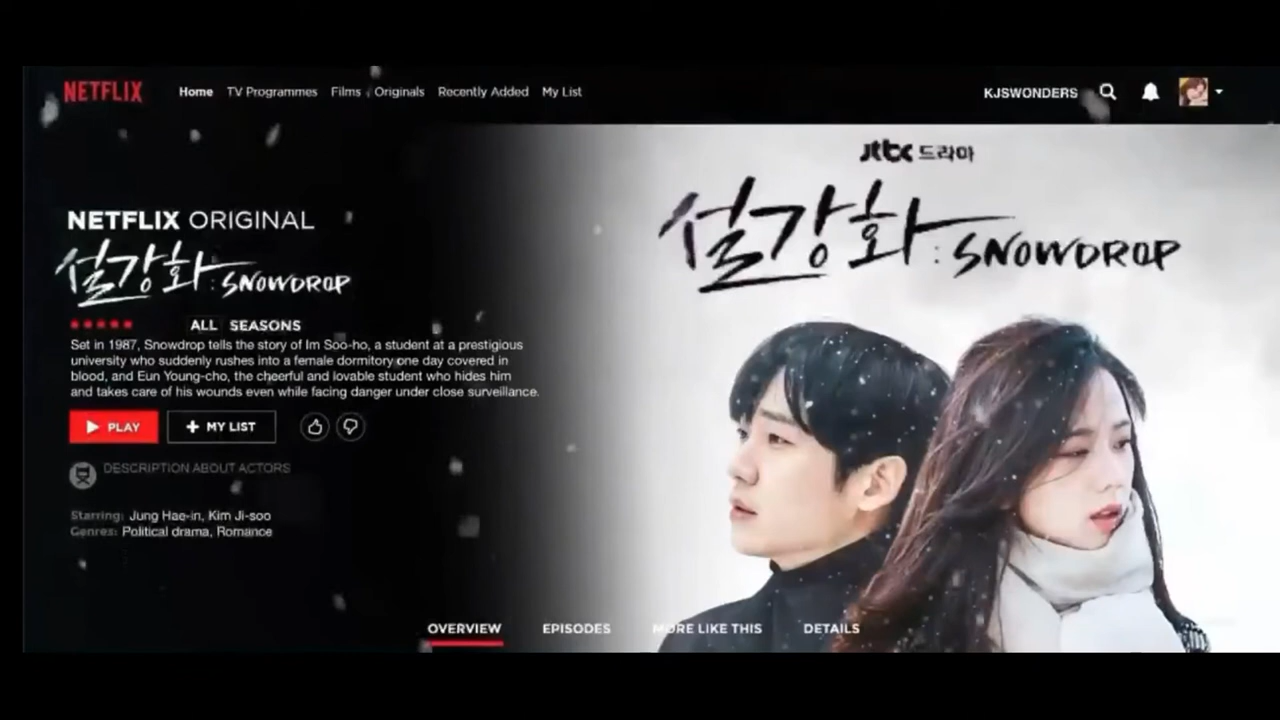 NETFLIX
Home TV Programmes Films Originals Recently Added My List
KJSWONDERS
Jtbc 드라마
설강화 : SNOWDROP
NETFLIX ORIGINAL
설강화 : SNOWDROP
ALL SEASONS
Set in 1987, Snowdrop tells the story of Im Soo-ho, a student at a prestigious
university who suddenly rushes into a female dormitory one day covered in
blood, and Eun Young-cho, the cheerful and lovable student who hides him
and takes care of his wounds even while facing danger under close surveillance.
PLAY
MY LIST
DESCRIPTION ABOUT ACTORS
Starring: Jung Hae-in, Kim Ji-soo
Genres: Political drama, Romance
OVERVIEW EPISODES MORE LIKE THIS DETAILS